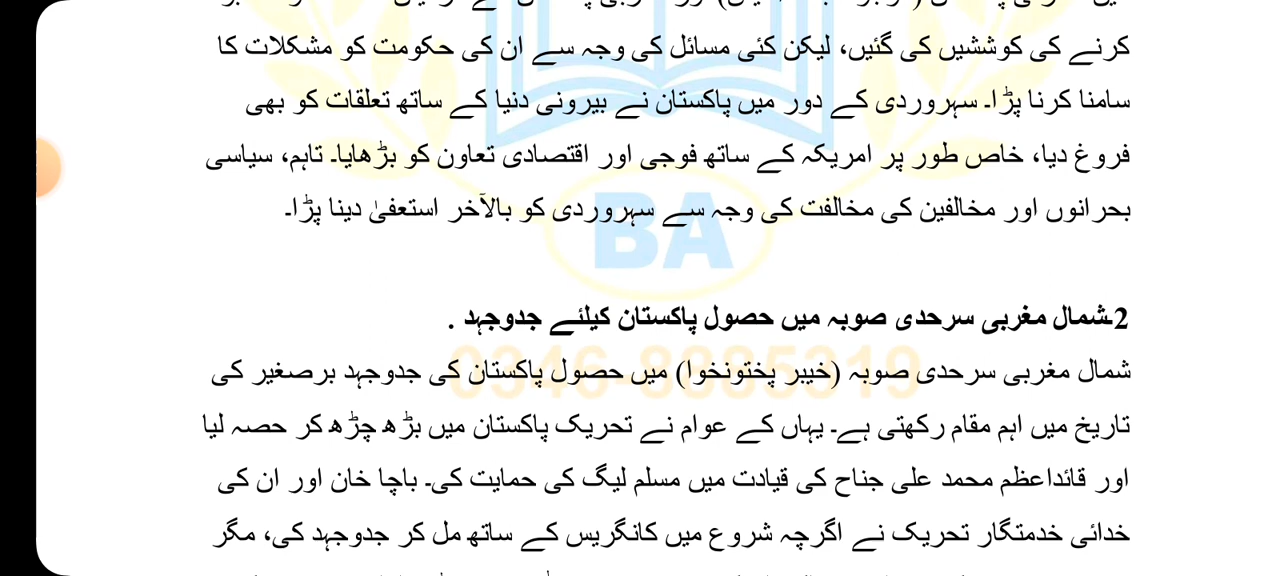 کرنے کی کوششیں کی گئیں، لیکن کئی مسائل کی وجہ سے ان کی حکومت کو مشکلات کا
سامنا کرنا پڑا۔ سہروردی کے دور میں پاکستان نے بیرونی دنیا کے ساتھ تعلقات کو بھی
فروغ دیا، خاص طور پر امریکہ کے ساتھ فوجی اور اقتصادی تعاون کو بڑھایا۔ تاہم، سیاسی
بحرانوں اور مخالفین کی مخالفت کی وجہ سے سہروردی کو بالآخر استعفیٰ دینا پڑا۔
BA
2۔شمال مغربی سرحدی صوبہ میں حصول پاکستان کیلئے جدوجہد .
0346-8885319
شمال مغربی سرحدی صوبہ (خیبر پختونخوا) میں حصول پاکستان کی جدوجہد برصغیر کی
تاریخ میں اہم مقام رکھتی ہے۔ یہاں کے عوام نے تحریک پاکستان میں بڑھ چڑھ کر حصہ لیا
اور قائداعظم محمد علی جناح کی قیادت میں مسلم لیگ کی حمایت کی۔ باچا خان اور ان کی
خدائی خدمتگار تحریک نے اگرچہ شروع میں کانگریس کے ساتھ مل کر جدوجہد کی، مگر